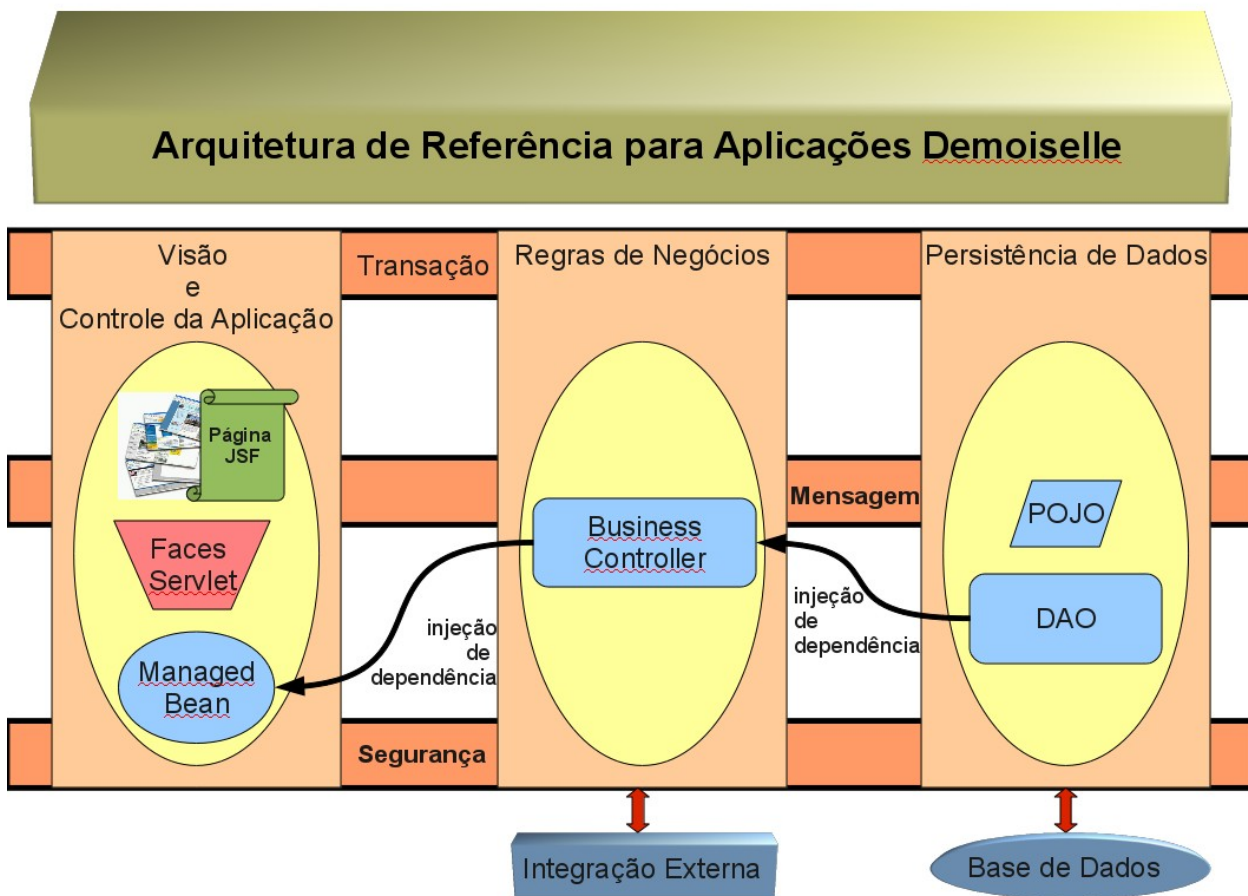 Arquitetura de Referência para Aplicações Demoiselle
Visão
e
Controle da Aplicação
Transação
Regras de Negócios
Persistência de Dados
Página
JSF
Faces
Servlet
Managed
Bean
injeção
de
dependência
Segurança
Business
Controller
Mensagem
injeção
de
dependência
POJO
DAO
Integração Externa
Base de Dados